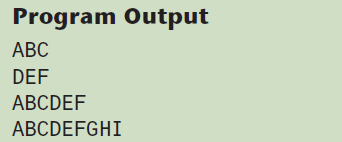 Program Output
ABC
DEF
ABCDEF
ABCDEFGHI